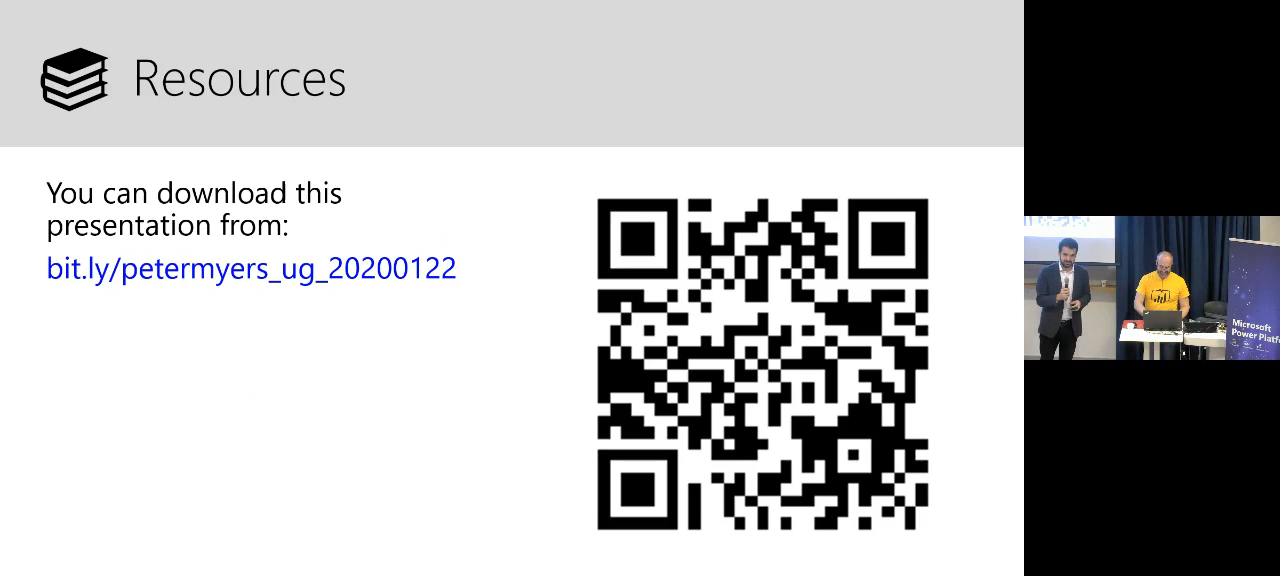 Resources
You can download this
presentation from:
bit.ly/petermyers_ug_20200122
Microsoft
Power Platf